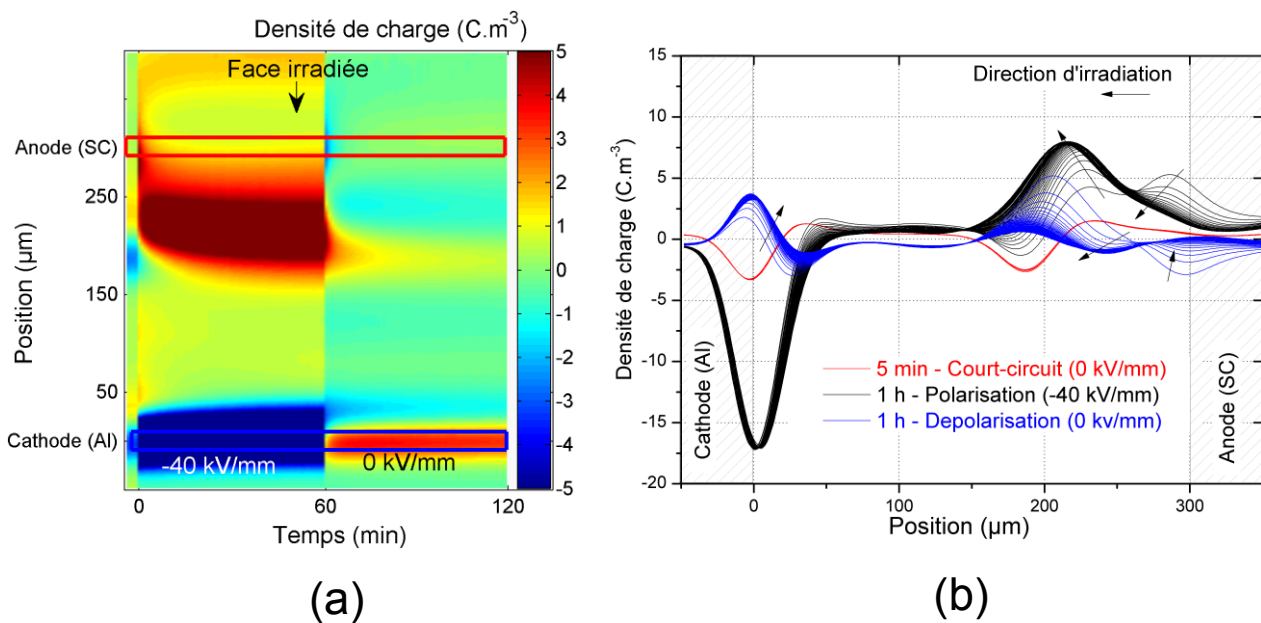 Densité de charge (C.m-3)
Face irradiée
5
4
3
2
1
0
-1
-2
-3
-4
-5
Anode (SC)
250
150
50
Cathode (Al)
Position (µm)
-40 kV/mm
0 kV/mm
0
60
120
Temps (min)
(a)
15
10
5
0
-5
-10
-15
-20
Densité de charge (C.m-3)
Direction d'irradiation
Cathode (Al)
5 min - Court-circuit (0 kV/mm)
1 h - Polarisation (-40 kV/mm)
1 h - Depolarisation (0 kv/mm)
Anode (SC)
0
50
100
150
200
250
300
Position (µm)
(b)